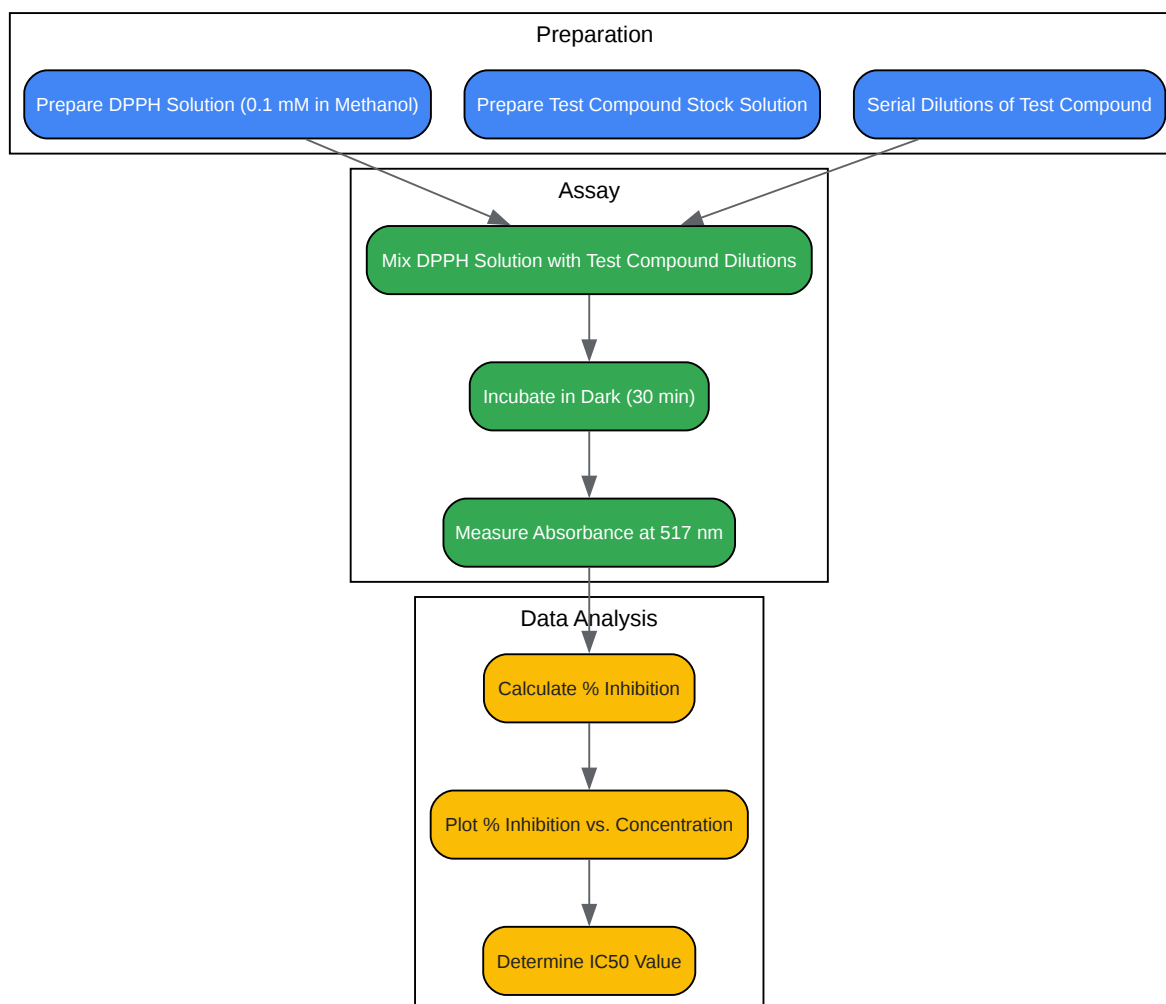 Preparation
Prepare DPPH Solution (0.1 mM in Methanol)
Prepare Test Compound Stock Solution
Serial Dilutions of Test Compound
Assay
Mix DPPH Solution with Test Compound Dilutions
Incubate in Dark (30 min)
Measure Absorbance at 517 nm
Data Analysis
Calculate % Inhibition
Plot % Inhibition vs. Concentration
Determine IC50 Value